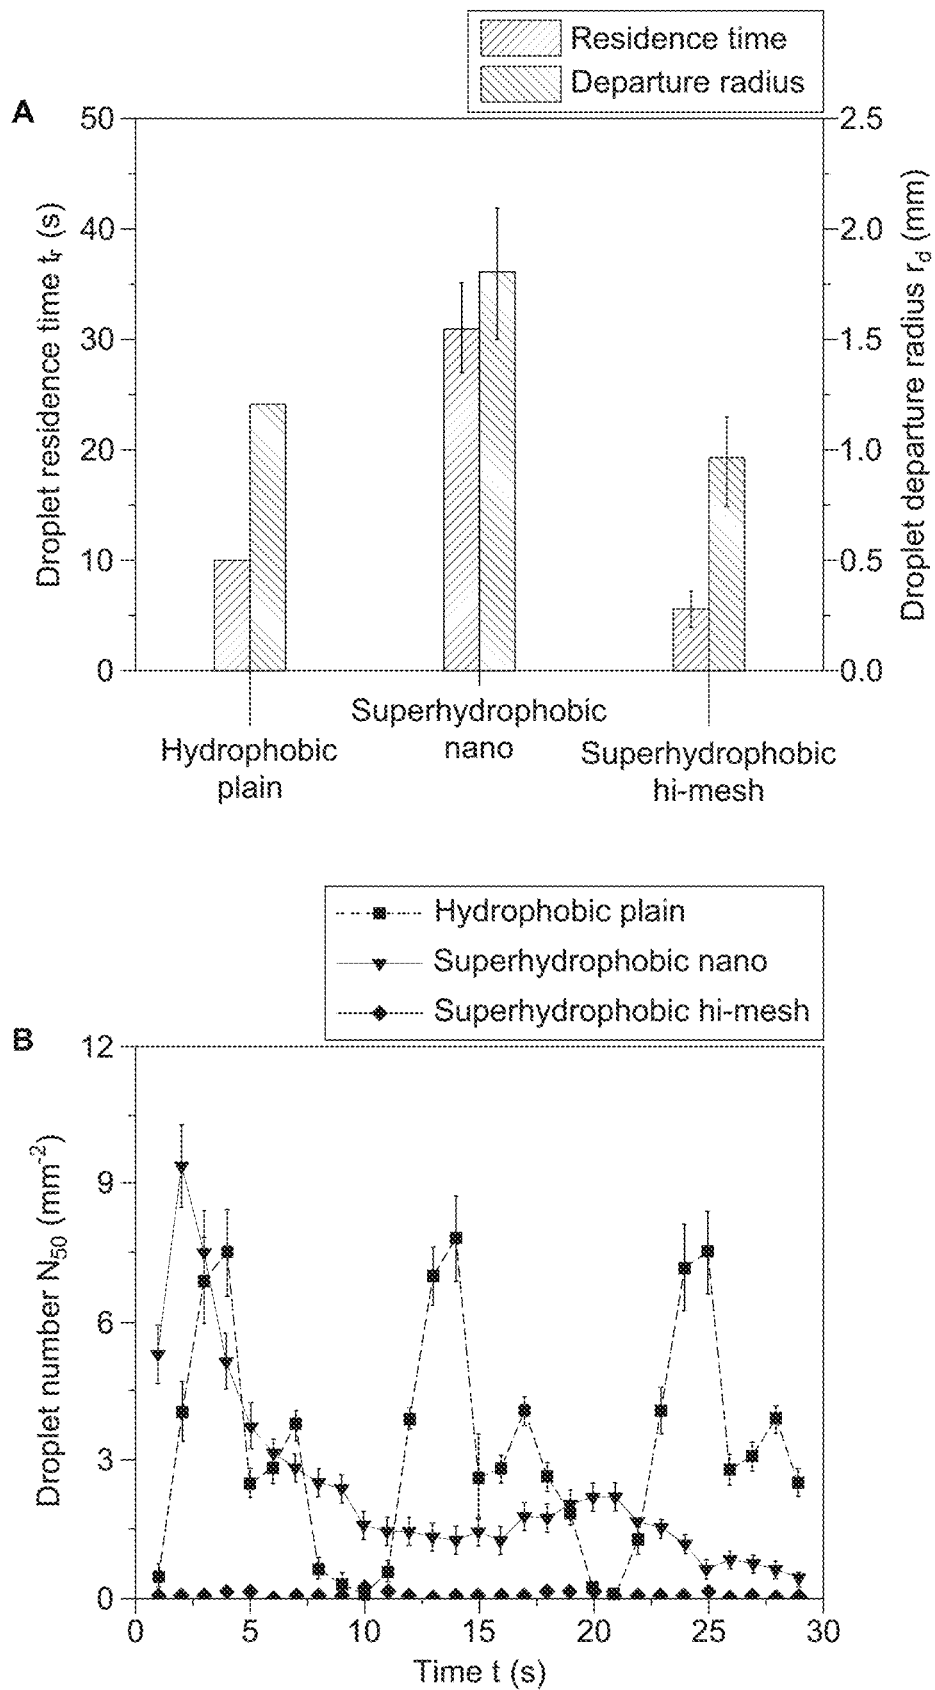 Residence time
Departure radius
A
50
40
30
20
10
0
Droplet residence time tr (s)
2.5
2.0
1.5
1.0
0.5
0.0
Droplet departure radius rd (mm)
Hydrophobic
plain
Superhydrophobic
nano
Superhydrophobic
hi-mesh
Hydrophobic plain
Superhydrophobic nano
Superhydrophobic hi-mesh
B
12
9
6
3
0
Droplet number N50 (mm-2)
0 5 10 15 20 25 30
Time t (s)